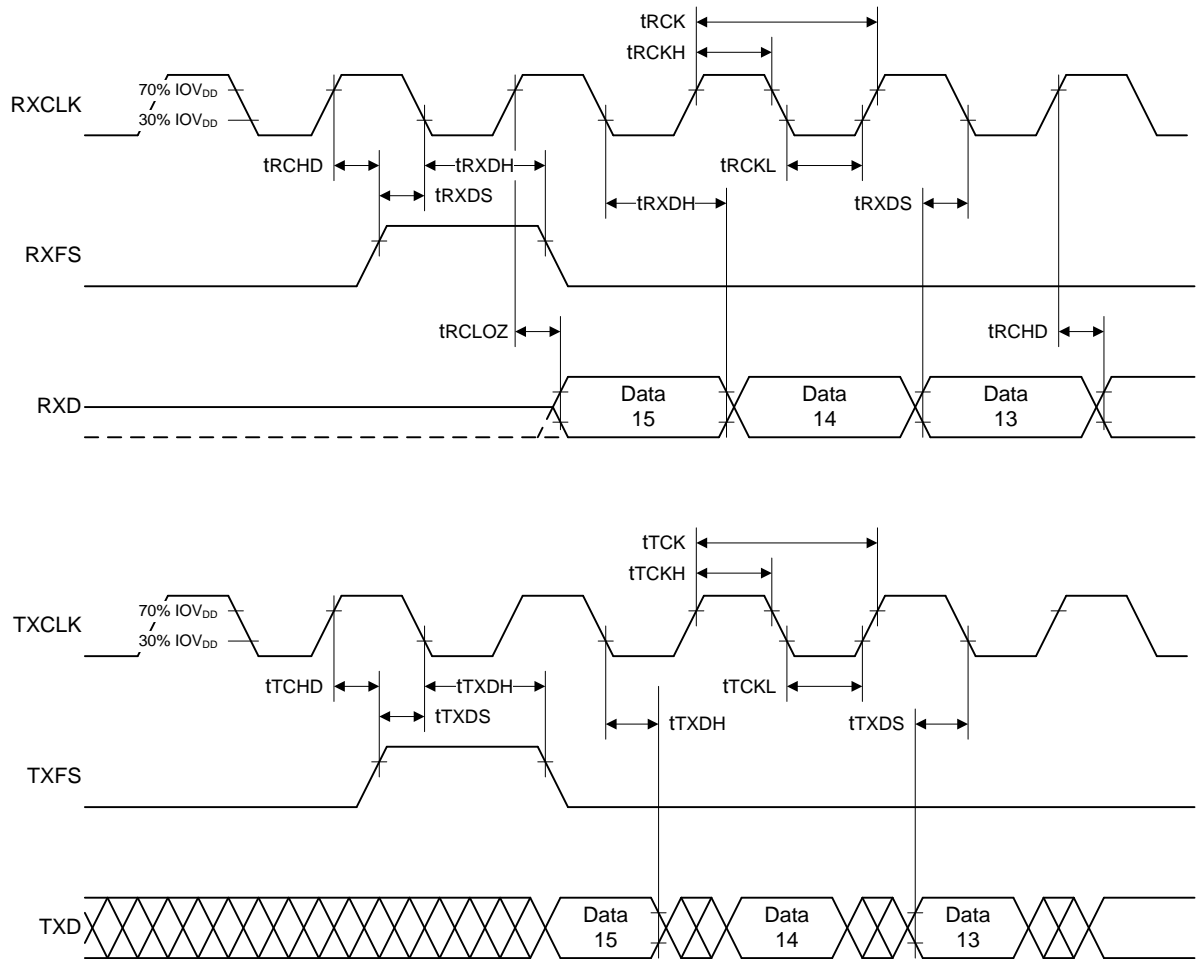 tRCK
tRCKH
RXCLK
70% IOVDD
30% IOVDD
tRCHD
tRXDH
tRCKL
tRXDS
tRXDH
tRXDS
RXFS
tRCLOZ
tRCHD
RXD
Data
15
Data
14
Data
13
tTCK
tTCKH
TXCLK
70% IOVDD
30% IOVDD
tTCHD
tTXDH
tTCKL
tTXDS
tTXDH
tTXDS
TXFS
TXD
Data
15
Data
14
Data
13